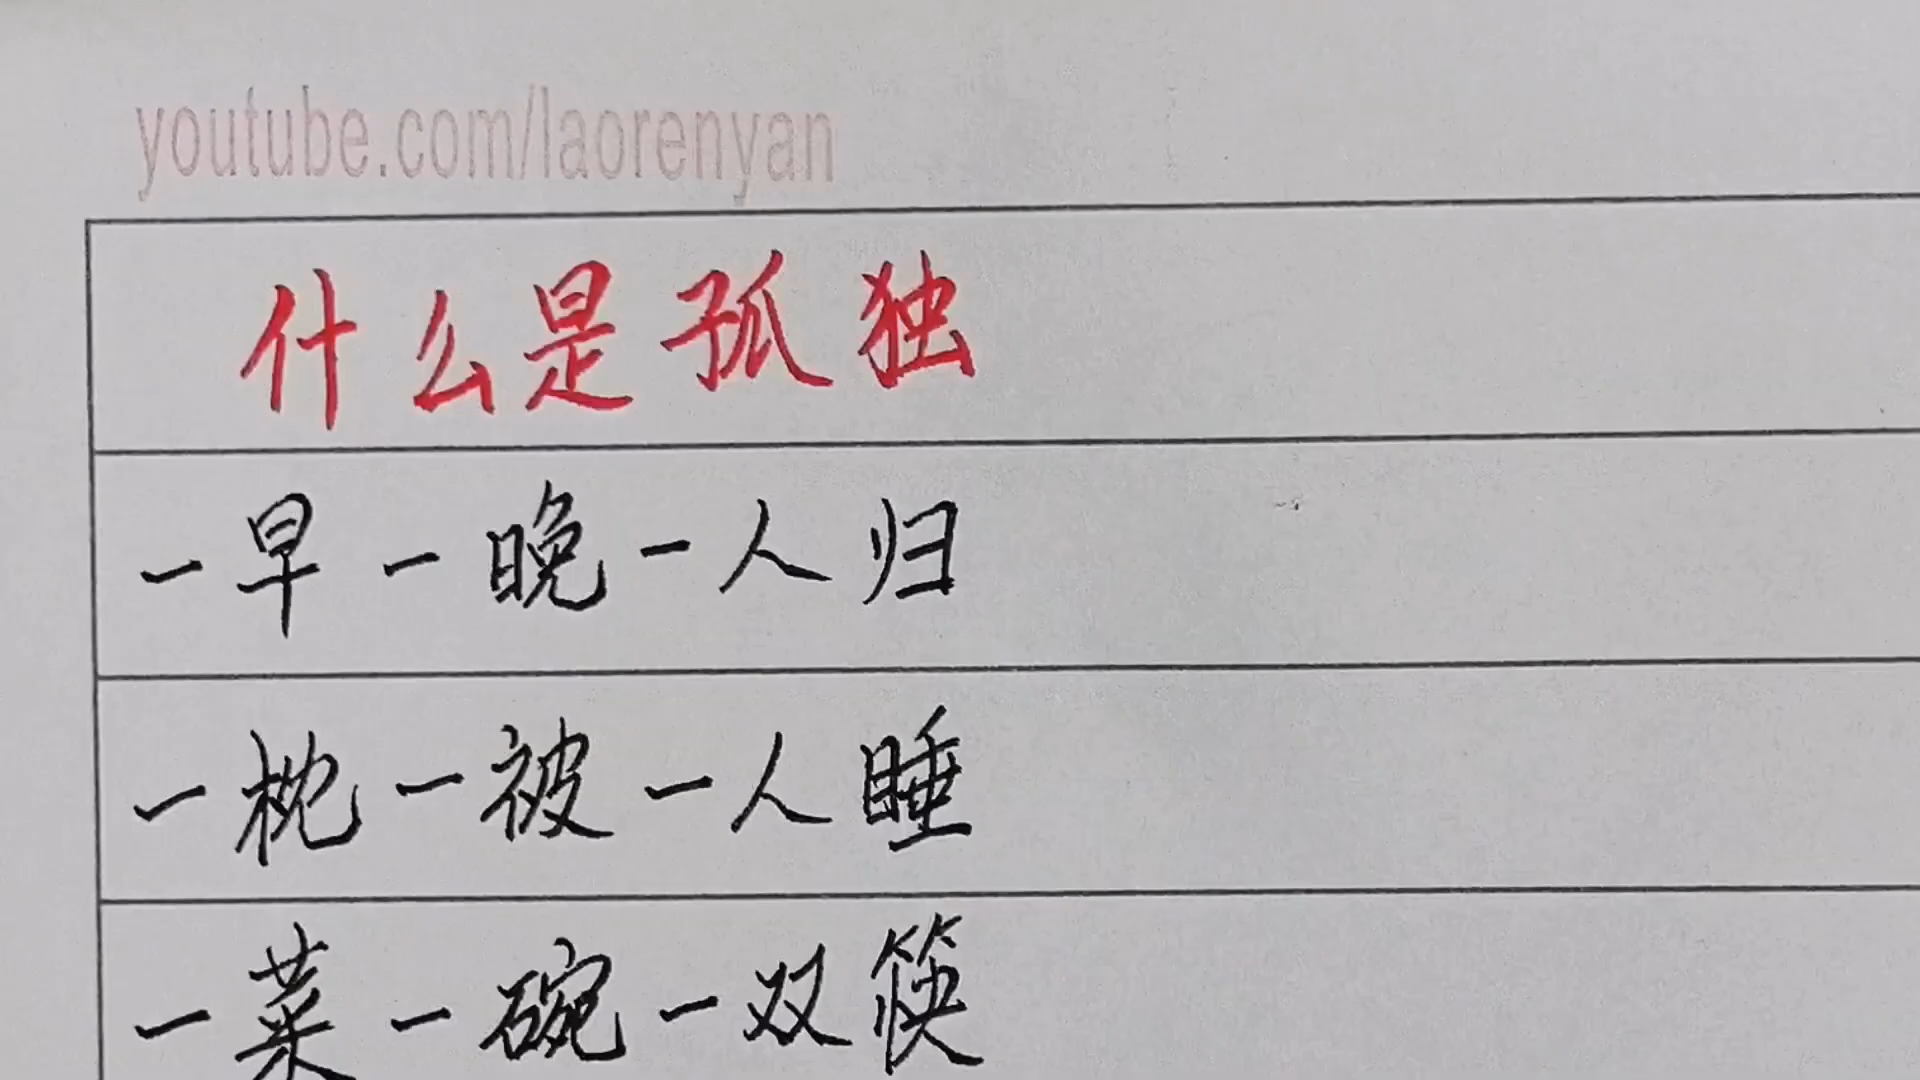 youtube.com/laorenyan
什么是孤独
一早一晚一人归
一枕一被一人睡
一菜一碗一双筷